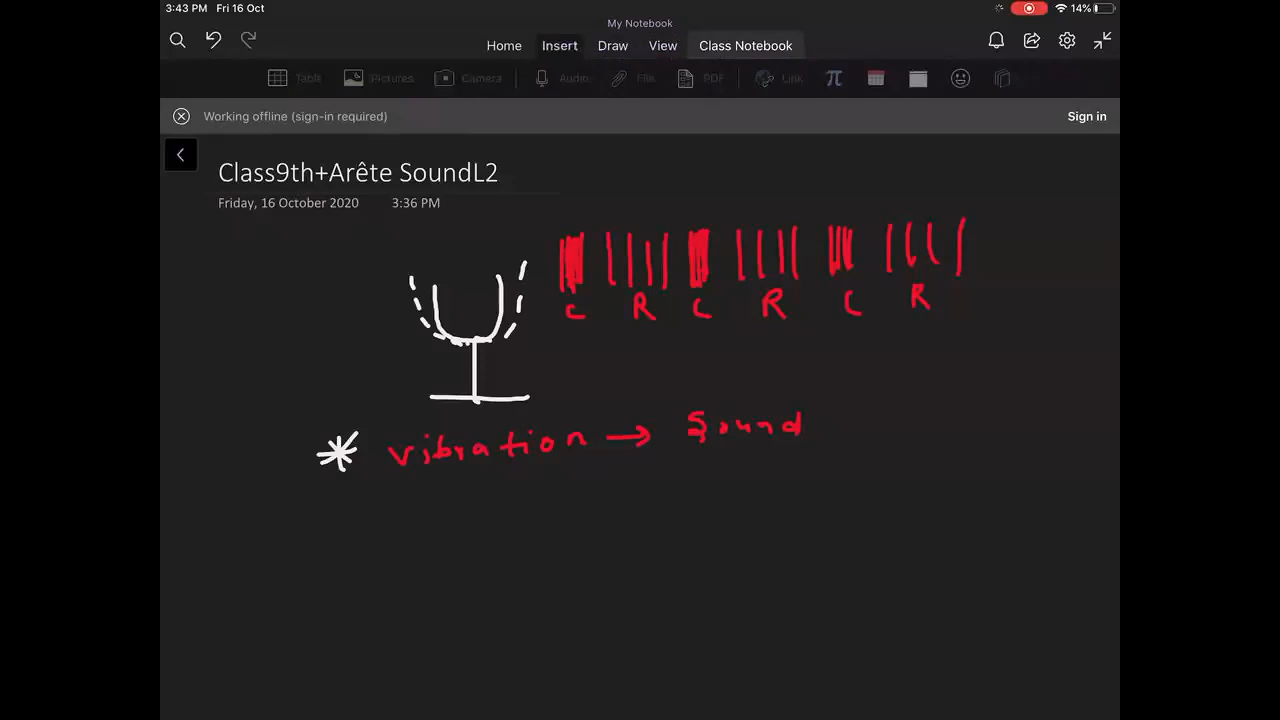 3:43 PM Fri 16 Oct
14%
My Notebook
Home Insert Draw View Class Notebook
Table Pictures Camera Audio File PDF Link π
Working offline (sign-in required) Sign in
Class9th+Arête SoundL2
Friday, 16 October 2020 3:36 PM
C R C R C R
vibration → Sound